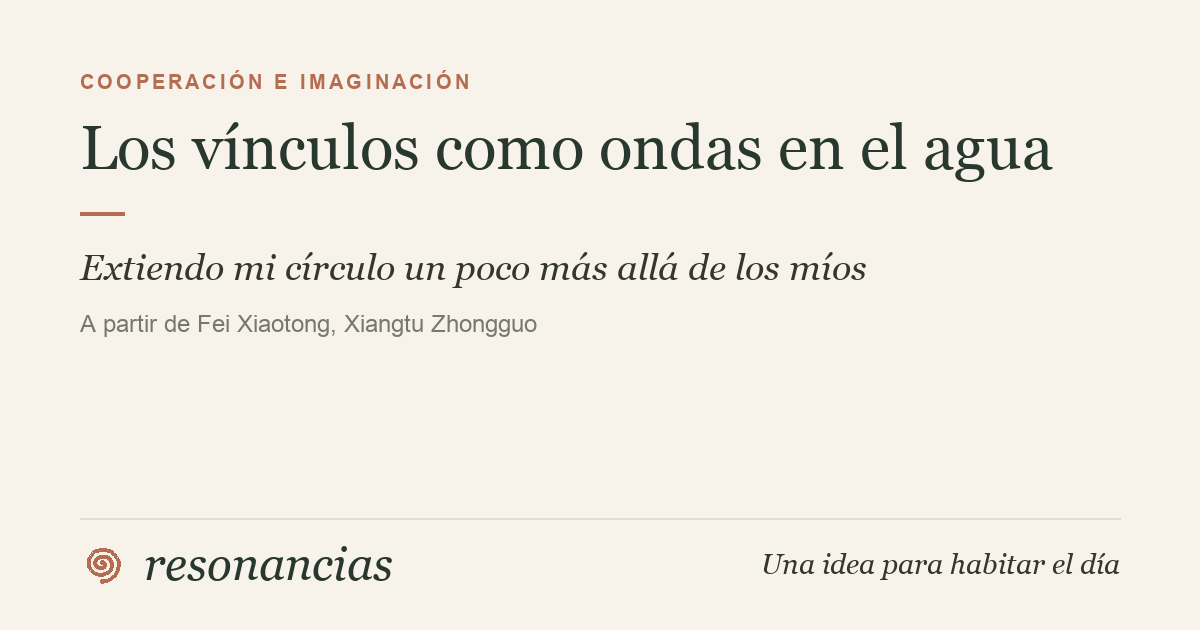 COOPERACIÓN E IMAGINACIÓN
Los vínculos como ondas en el agua
Extiendo mi círculo un poco más allá de los míos
A partir de Fei Xiaotong, Xiangtu Zhongguo
resonancias
Una idea para habitar el día